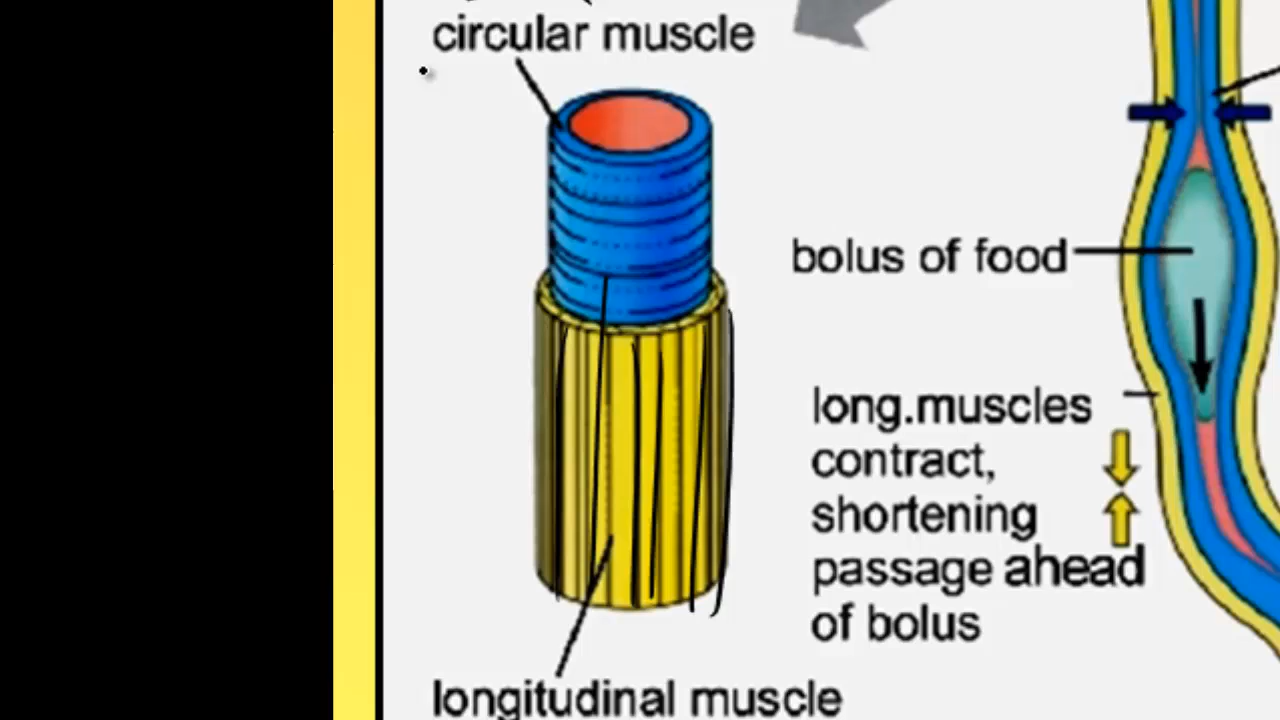 circular muscle
bolus of food
long.muscles
contract,
shortening
passage ahead
of bolus
longitudinal muscle